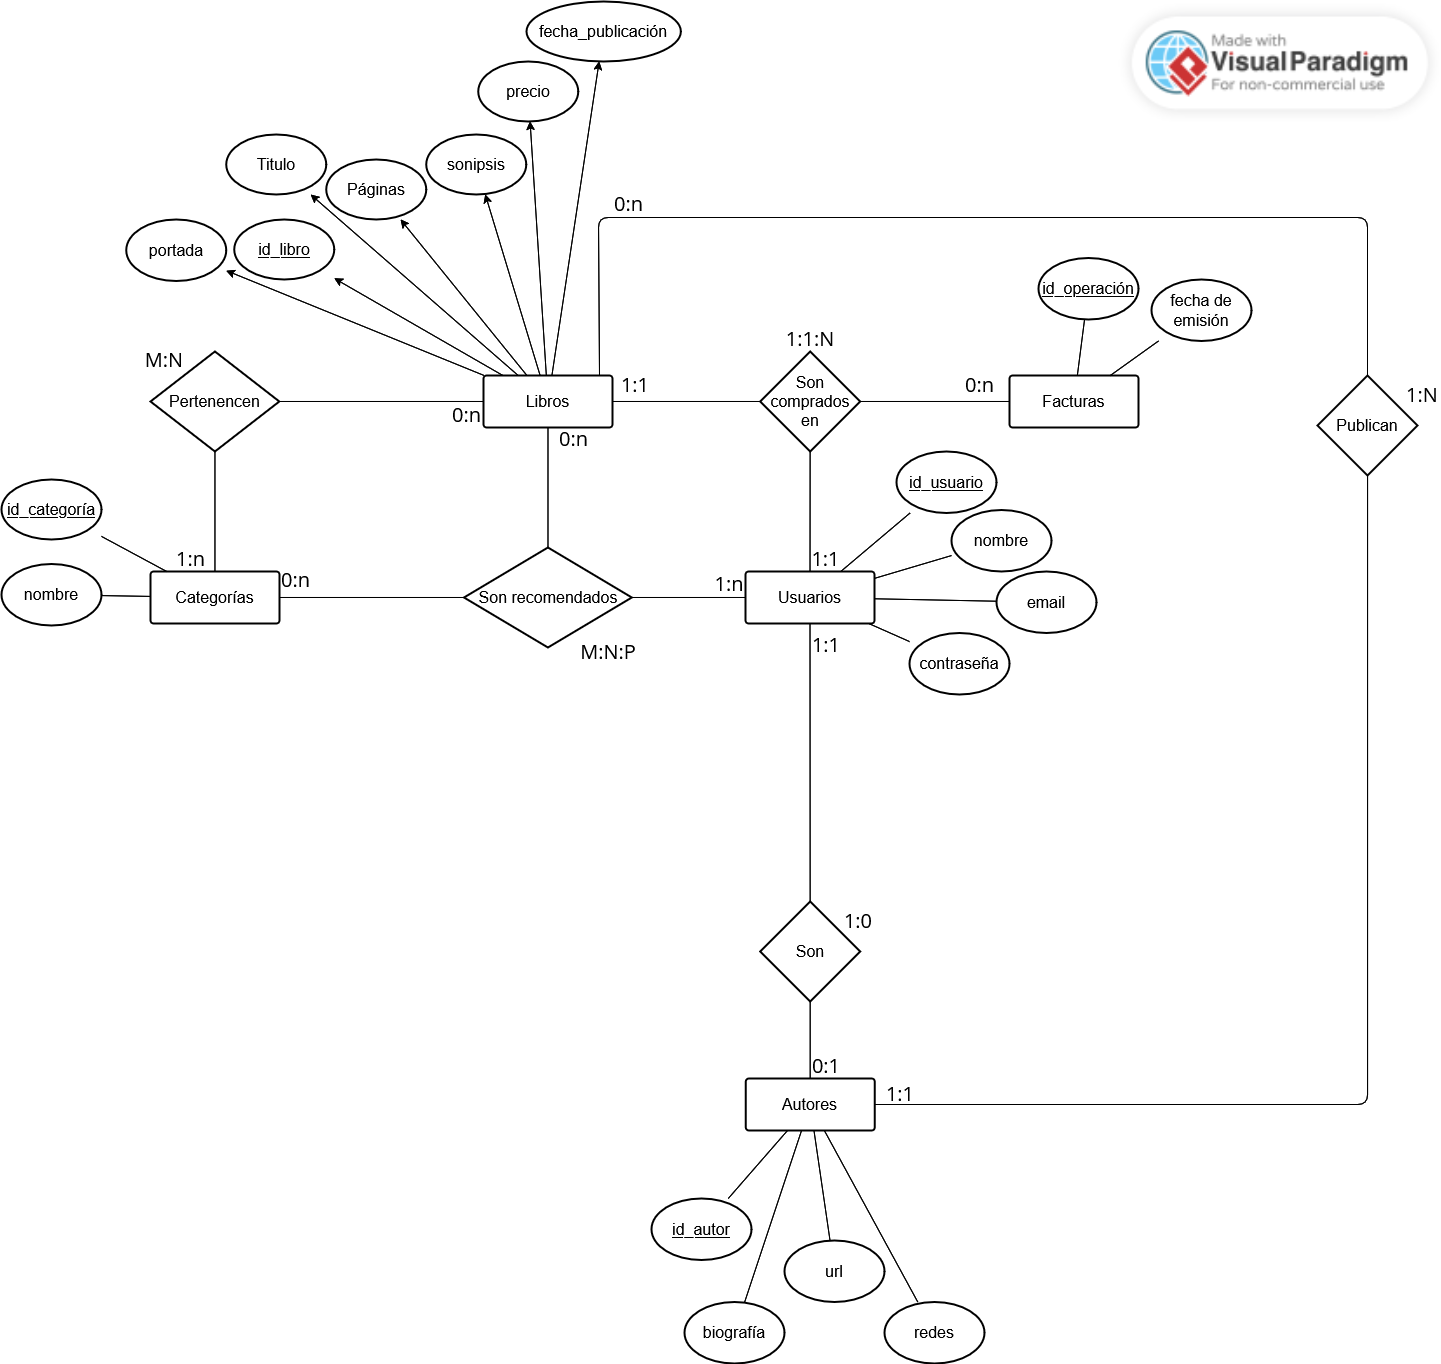 fecha_publicación
Made with
VisualParadigm
For non-commercial use
precio
Titulo
Páginas
sonipsis
portada
id_libro
0:n
id_operación
fecha de
emisión
M:N
1:1:N
Pertenencen
0:n
Libros
1:1
Son
comprados
en
0:n
Facturas
1:N
Publican
0:n
id_usuario
id_categoría
nombre
1:n
0:n
1:n
1:1
nombre
Categorías
Son recomendados
Usuarios
email
M:N:P
1:1
contraseña
1:0
Son
0:1
Autores
1:1
id_autor
url
biografía
redes